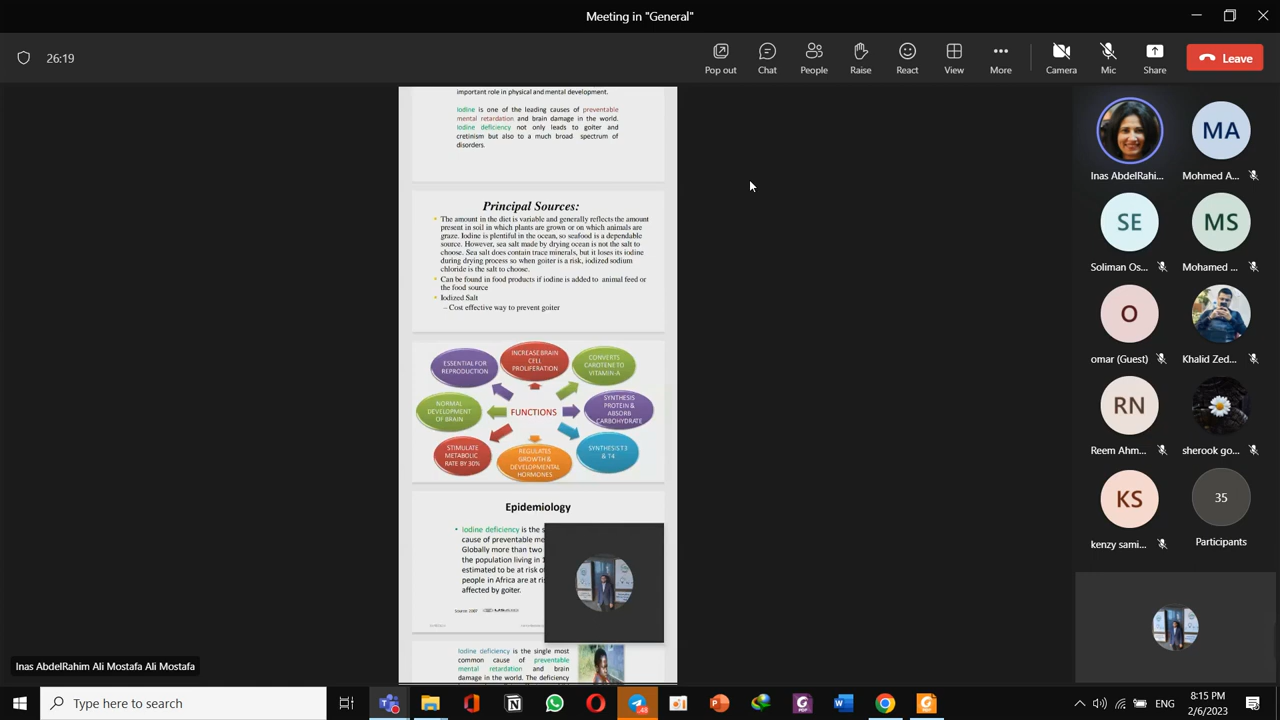 Meeting in "General"
26:19
Pop out
Chat
People
Raise
React
View
More
Camera
Mic
Share
Leave
important role in physical and mental development.
Iodine is one of the leading causes of preventable
mental retardation and brain damage in the world.
Iodine deficiency not only leads to goiter and
cretinism but also to a much broad spectrum of
disorders.
Principal Sources:
• The amount in the diet is variable and generally reflects the amount
present in soil in which plants are grown or on which animals are
graze. Iodine is plentiful in the ocean, so seafood is a dependable
source. However, sea salt made by drying ocean is not the salt to
choose. Sea salt does contain trace minerals, but it loses its iodine
during drying process so when goiter is a risk, iodized sodium
chloride is the salt to choose.
• Can be found in food products if iodine is added to animal feed or
the food source
• Iodized Salt
– Cost effective way to prevent goiter
ESSENTIAL FOR
REPRODUCTION
INCREASE BRAIN
CELL
PROLIFERATION
CONVERTS
CAROTENE TO
VITAMIN-A
NORMAL
DEVELOPMENT
OF BRAIN
FUNCTIONS
SYNTHESIS
PROTEIN &
ABSORB
CARBOHYDRATE
STIMULATE
METABOLIC
RATE BY 30%
REGULATES
GROWTH &
DEVELOPMENTAL
HORMONES
SYNTHESIS T3
& T4
Epidemiology
• Iodine deficiency is the s
cause of preventable me
Globally more than two
the population living in 1
estimated to be at risk of
people in Africa are at ri
affected by goiter.
Source
Iodine deficiency is the single most
common cause of preventable
mental retardation and brain
damage in the world. The deficiency
Inas AbdelRahim Ali Mostafa Ali Mostafa
Inas AbdelRahi...
MA
Mohmed A...
SE
Soliman Os...
MS
Mohamed ...
O
omar (Guest)
Khalid Zed...
RN
Reem Ahm...
sherook go...
KS
kenzy sami...
35
Participants
Type here to search
8:15 PM
2/6/2023